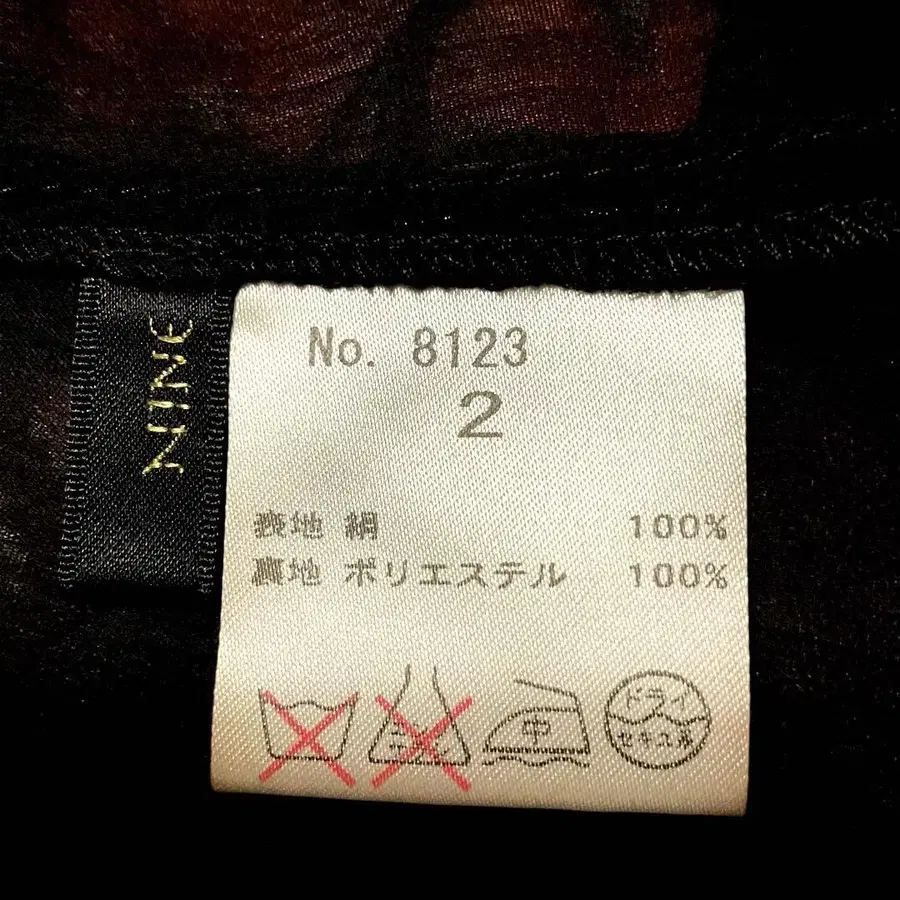 NINE
No. 8123
2
表地 絹 100%
裏地 ポリエステル 100%
中
ドライ
セキユ系